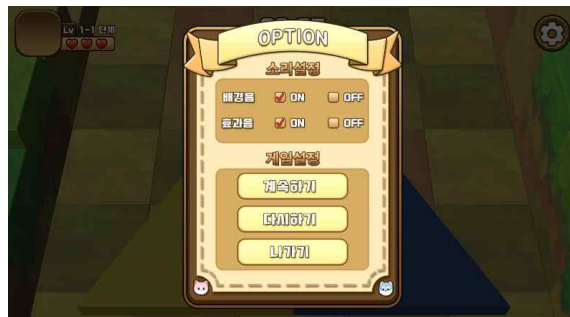 Lv 1-1 단계
OPTION
소리설정
배경음 ON OFF
효과음 ON OFF
게임설정
계속하기
다시하기
나가기